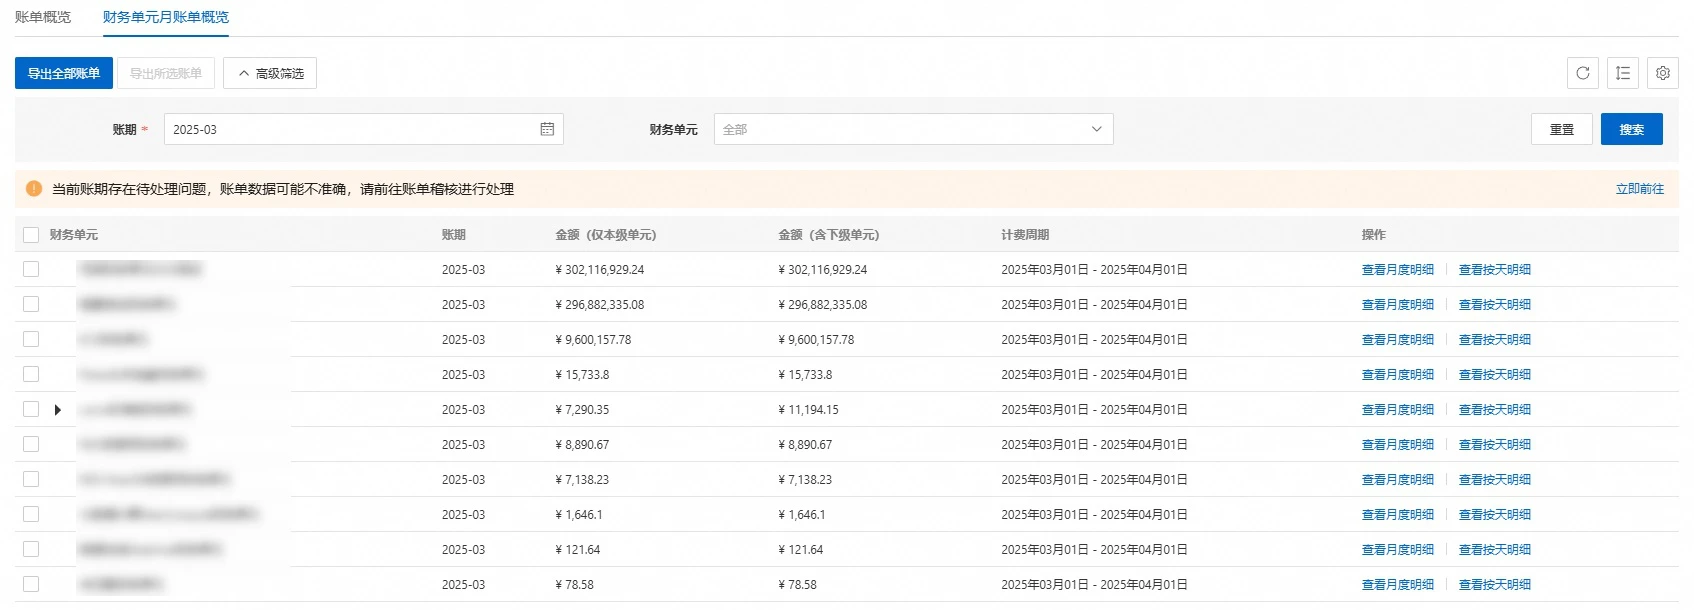 账单概览 财务单元月账单概览
导出全部账单 导出所选账单 高级筛选
账期 * 2025-03 财务单元 全部 重置 搜索
当前账期存在待处理问题，账单数据可能不准确，请前往账单稽核进行处理 立即前往
财务单元 账期 金额（仅本级单元） 金额（含下级单元） 计费周期 操作
2025-03 ¥ 302,116,929.24 ¥ 302,116,929.24 2025年03月01日 - 2025年04月01日 查看月度明细 查看按天明细
2025-03 ¥ 296,882,335.08 ¥ 296,882,335.08 2025年03月01日 - 2025年04月01日 查看月度明细 查看按天明细
2025-03 ¥ 9,600,157.78 ¥ 9,600,157.78 2025年03月01日 - 2025年04月01日 查看月度明细 查看按天明细
2025-03 ¥ 15,733.8 ¥ 15,733.8 2025年03月01日 - 2025年04月01日 查看月度明细 查看按天明细
2025-03 ¥ 7,290.35 ¥ 11,194.15 2025年03月01日 - 2025年04月01日 查看月度明细 查看按天明细
2025-03 ¥ 8,890.67 ¥ 8,890.67 2025年03月01日 - 2025年04月01日 查看月度明细 查看按天明细
2025-03 ¥ 7,138.23 ¥ 7,138.23 2025年03月01日 - 2025年04月01日 查看月度明细 查看按天明细
2025-03 ¥ 1,646.1 ¥ 1,646.1 2025年03月01日 - 2025年04月01日 查看月度明细 查看按天明细
2025-03 ¥ 121.64 ¥ 121.64 2025年03月01日 - 2025年04月01日 查看月度明细 查看按天明细
2025-03 ¥ 78.58 ¥ 78.58 2025年03月01日 - 2025年04月01日 查看月度明细 查看按天明细